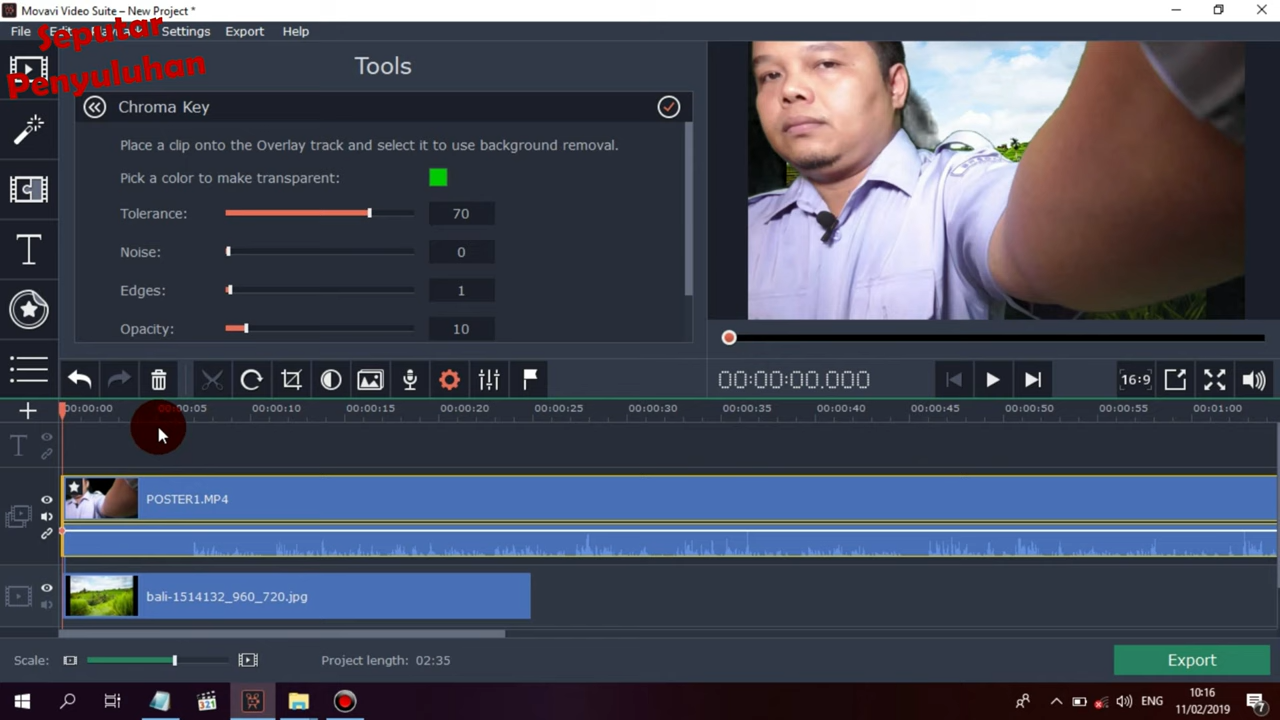 Movavi Video Suite – New Project *
File Edit Playback Settings Export Help
Seputar
Penyuluhan
Tools
Chroma Key
Place a clip onto the Overlay track and select it to use background removal.
Pick a color to make transparent:
Tolerance: 70
Noise: 0
Edges: 1
Opacity: 10
00:00:00.000
16:9
00:00:00 00:00:05 00:00:10 00:00:15 00:00:20 00:00:25 00:00:30 00:00:35 00:00:40 00:00:45 00:00:50 00:00:55 00:01:00
T
POSTER1.MP4
bali-1514132_960_720.jpg
Scale: Project length: 02:35
Export
ENG
10:16
11/02/2019
7